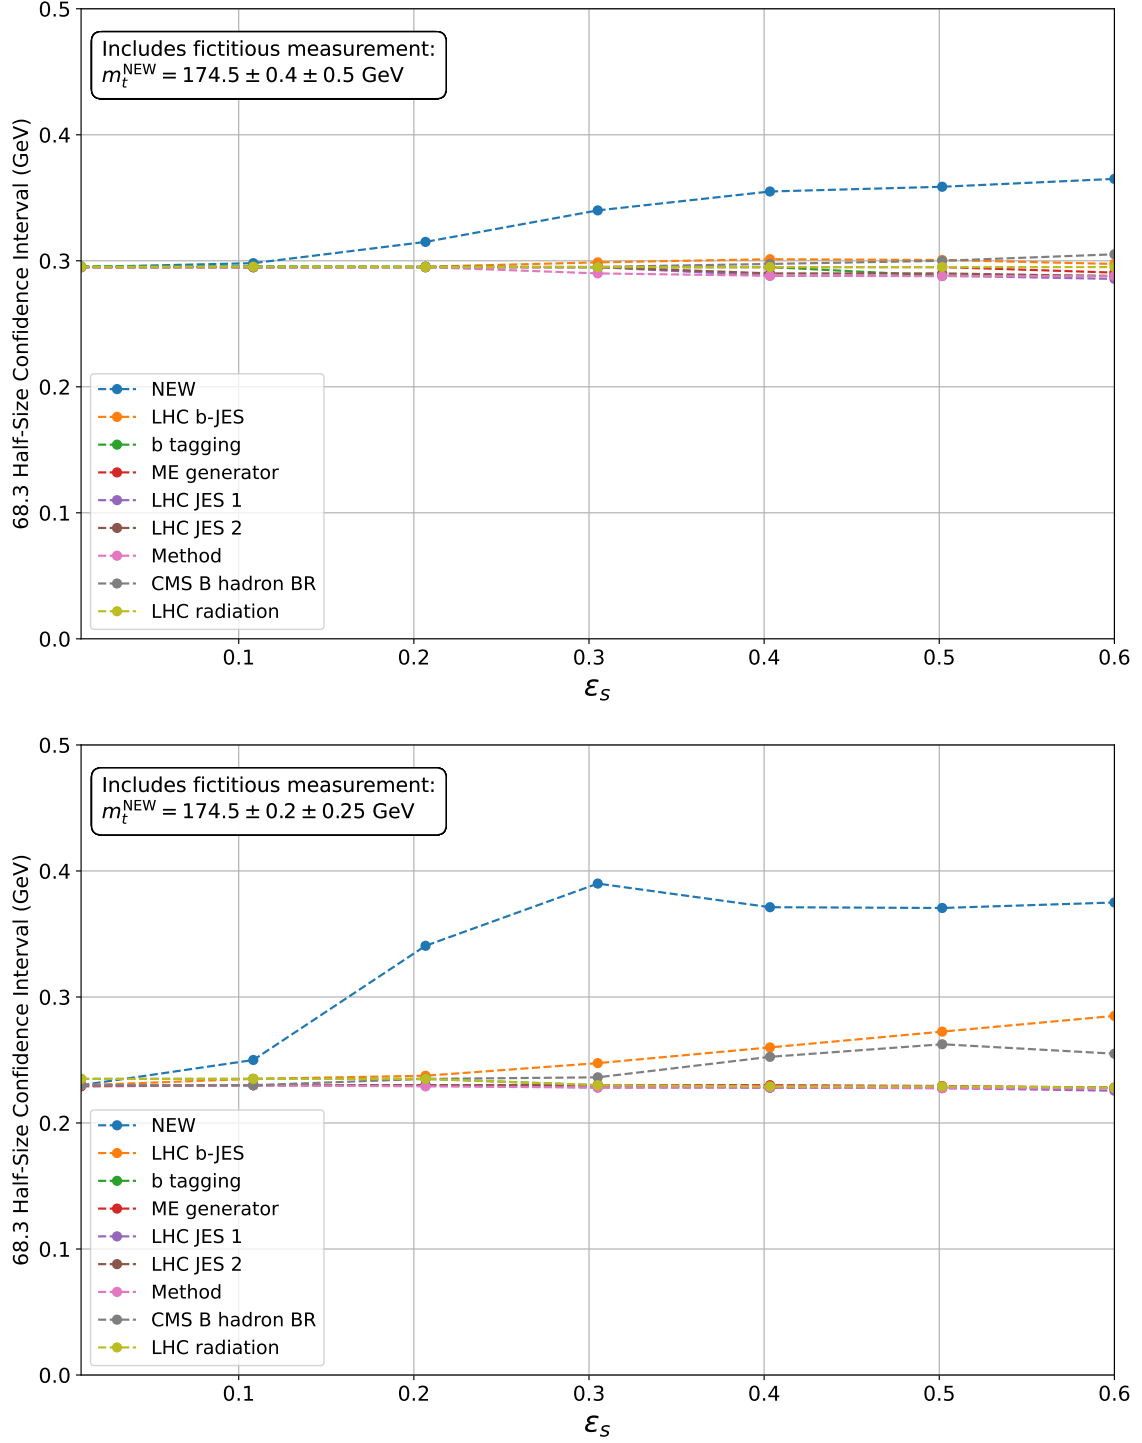 0.5
Includes fictitious measurement:
m_t^NEW = 174.5 ± 0.4 ± 0.5 GeV
0.4
0.3
0.2
0.1
0.0
68.3 Half-Size Confidence Interval (GeV)
NEW
LHC b-JES
b tagging
ME generator
LHC JES 1
LHC JES 2
Method
CMS B hadron BR
LHC radiation
0.1 0.2 0.3 0.4 0.5 0.6
ε_s
0.5
Includes fictitious measurement:
m_t^NEW = 174.5 ± 0.2 ± 0.25 GeV
0.4
0.3
0.2
0.1
0.0
68.3 Half-Size Confidence Interval (GeV)
NEW
LHC b-JES
b tagging
ME generator
LHC JES 1
LHC JES 2
Method
CMS B hadron BR
LHC radiation
0.1 0.2 0.3 0.4 0.5 0.6
ε_s